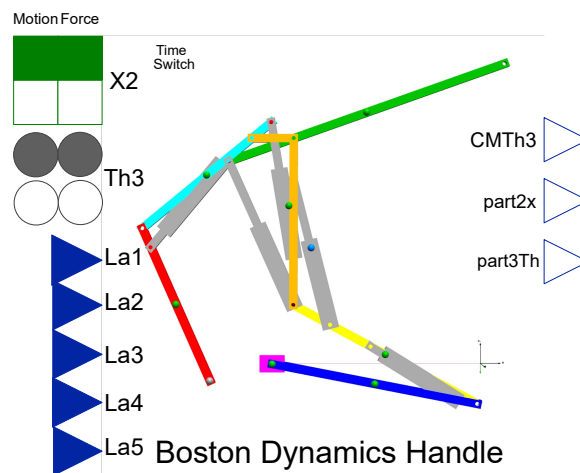 Motion Force
X2
Time
Switch
Th3
CMTh3
part2x
part3Th
La1
La2
La3
La4
La5
Boston Dynamics Handle